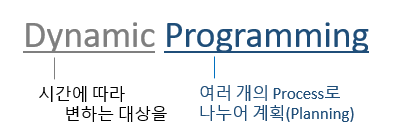 Dynamic Programming
시간에 따라
변하는 대상을
여러 개의 Process로
나누어 계획(Planning)